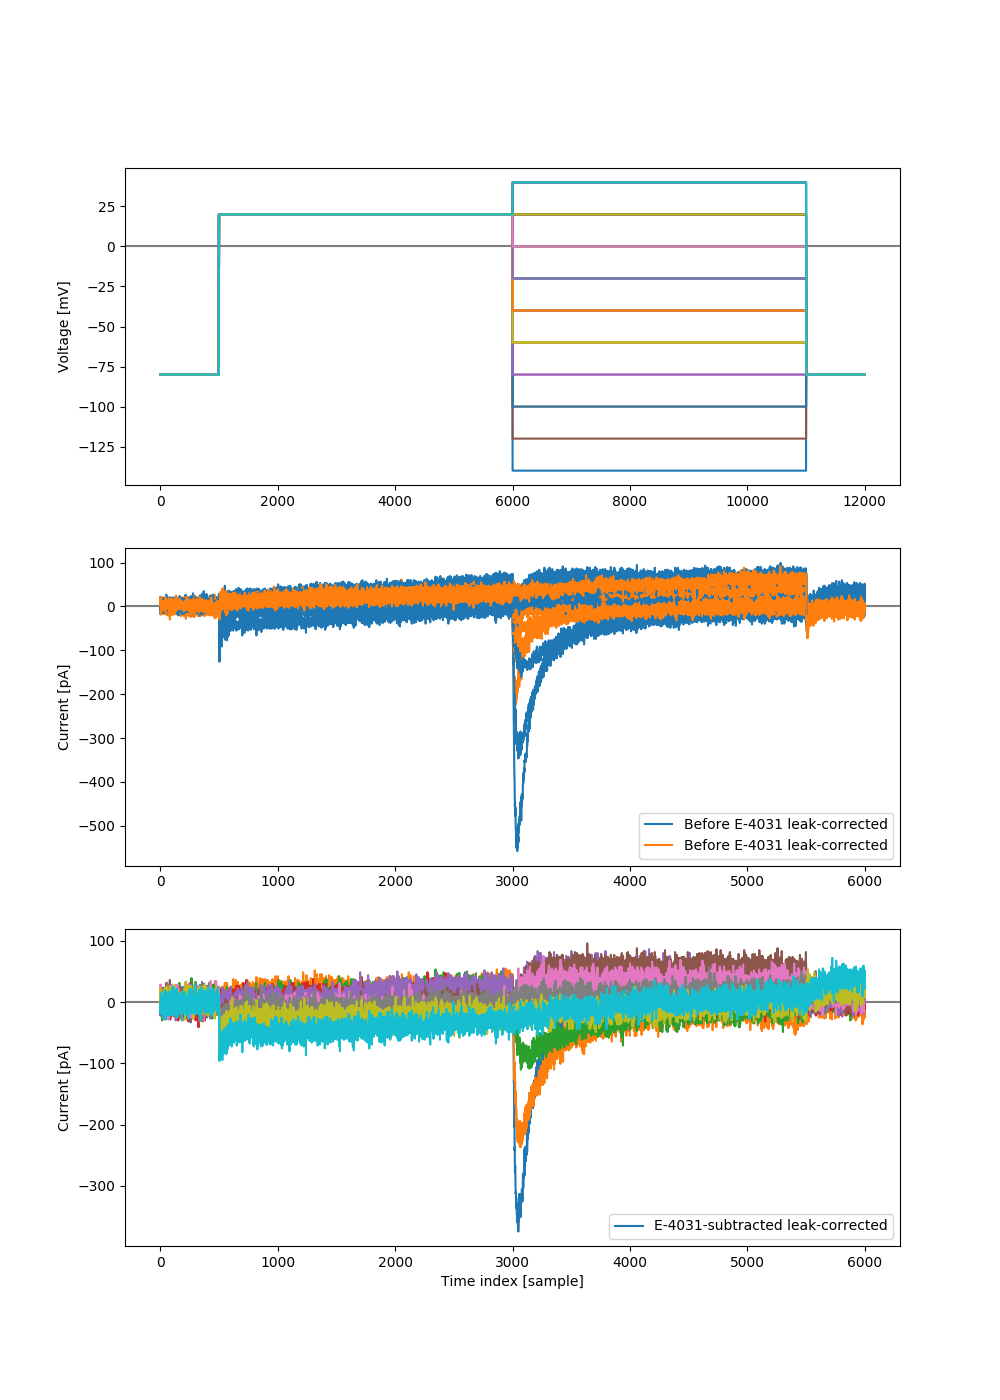 25
0
−25
−50
−75
−100
−125
Voltage [mV]
0 2000 4000 6000 8000 10000 12000
100
0
−100
−200
−300
−400
−500
Current [pA]
Before E-4031 leak-corrected
Before E-4031 leak-corrected
0 1000 2000 3000 4000 5000 6000
100
0
−100
−200
−300
Current [pA]
E-4031-subtracted leak-corrected
0 1000 2000 3000 4000 5000 6000
Time index [sample]